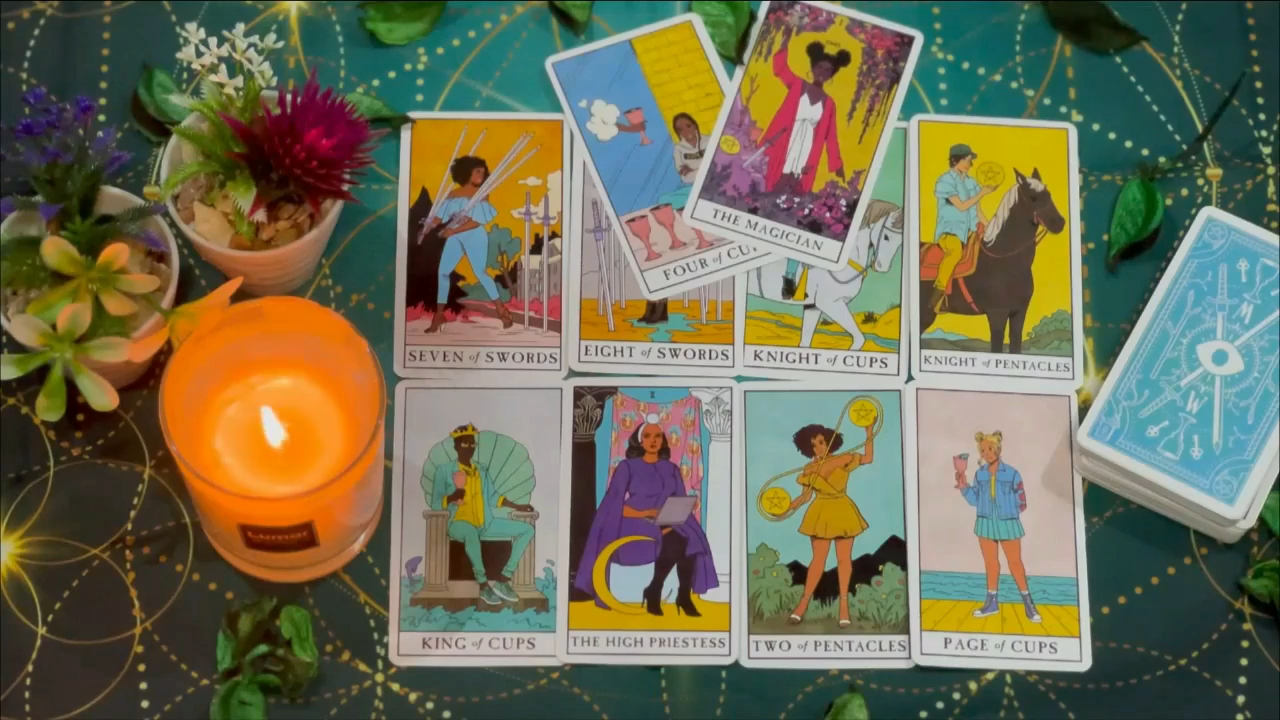 THE MAGICIAN
FOUR of CU
SEVEN of SWORDS
EIGHT of SWORDS
KNIGHT of CUPS
KNIGHT of PENTACLES
KING of CUPS
I
THE HIGH PRIESTESS
TWO of PENTACLES
PAGE of CUPS
M
W